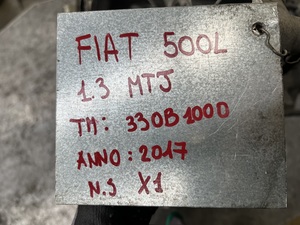 FIAT 500L
1.3 MTJ
TM: 330B1000
ANNO: 2017
N.S X1